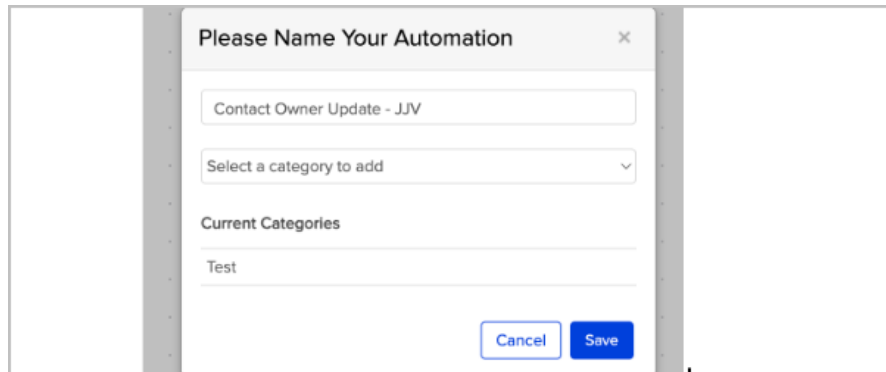 Please Name Your Automation ×
Contact Owner Update - JJV
Select a category to add
Current Categories
Test
Cancel Save